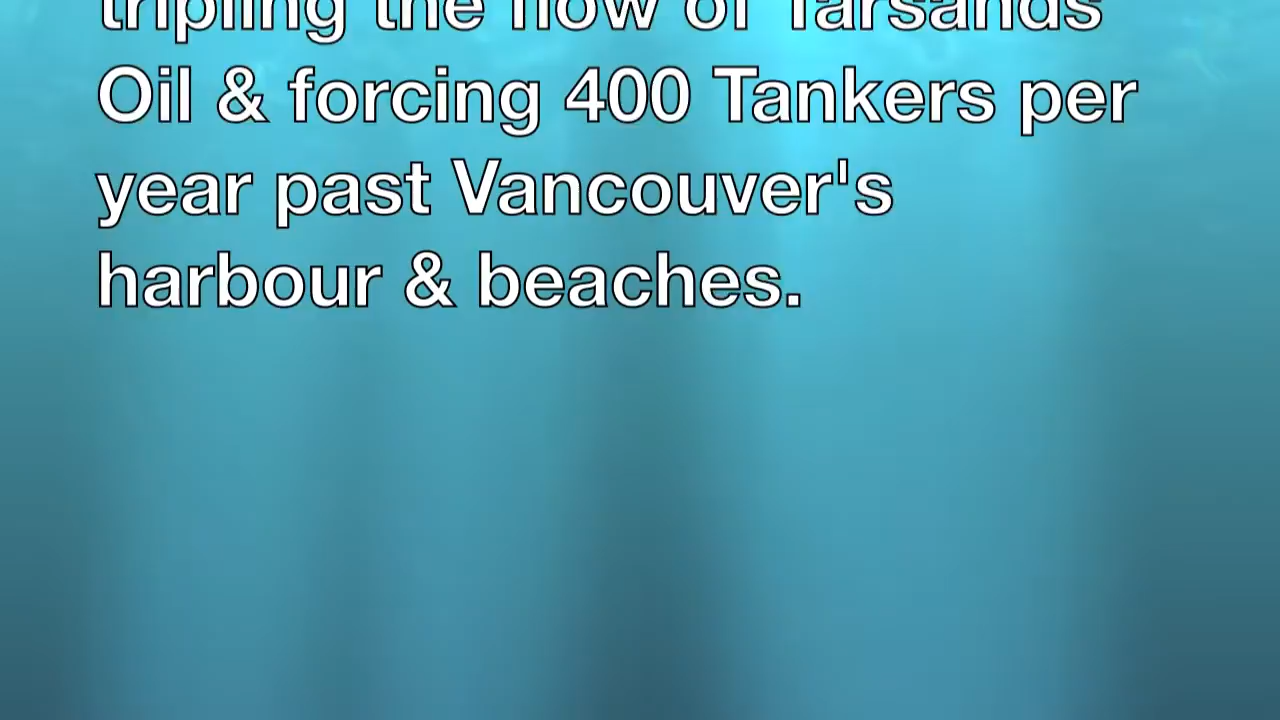 tripling the flow of Tarsands
Oil & forcing 400 Tankers per
year past Vancouver's
harbour & beaches.